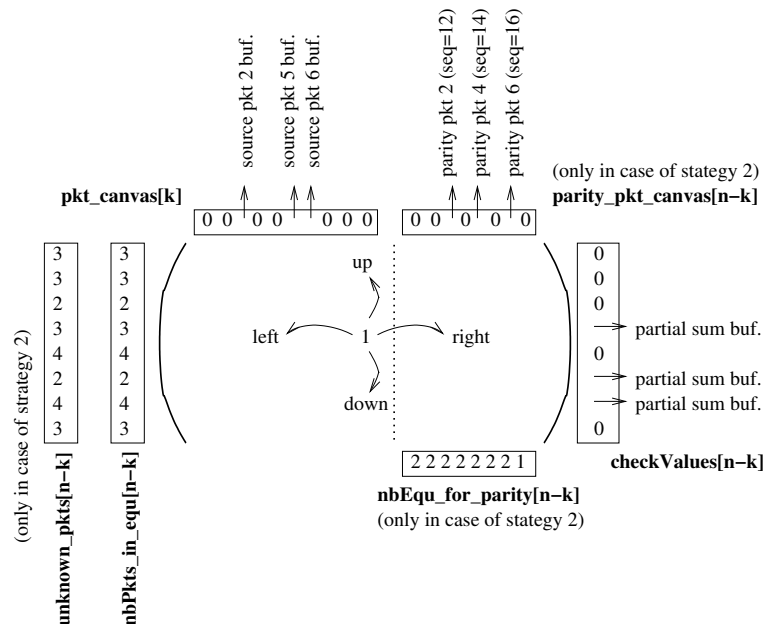 source pkt 2 buf.
source pkt 5 buf.
source pkt 6 buf.
parity pkt 2 (seq=12)
parity pkt 4 (seq=14)
parity pkt 6 (seq=16)
(only in case of stategy 2)
pkt_canvas[k]
parity_pkt_canvas[n−k]
0 0 0 0 0 0 0
0 0 0 0 0
3
3
2
3
4
2
4
3
3
3
2
3
4
2
4
3
up
left
1
right
down
0
0
0
partial sum buf.
0
partial sum buf.
partial sum buf.
0
2 2 2 2 2 2 2 1
checkValues[n−k]
nbEqu_for_parity[n−k]
(only in case of stategy 2)
(only in case of strategy 2)
unknown_pkts[n−k]
nbPkts_in_equ[n−k]